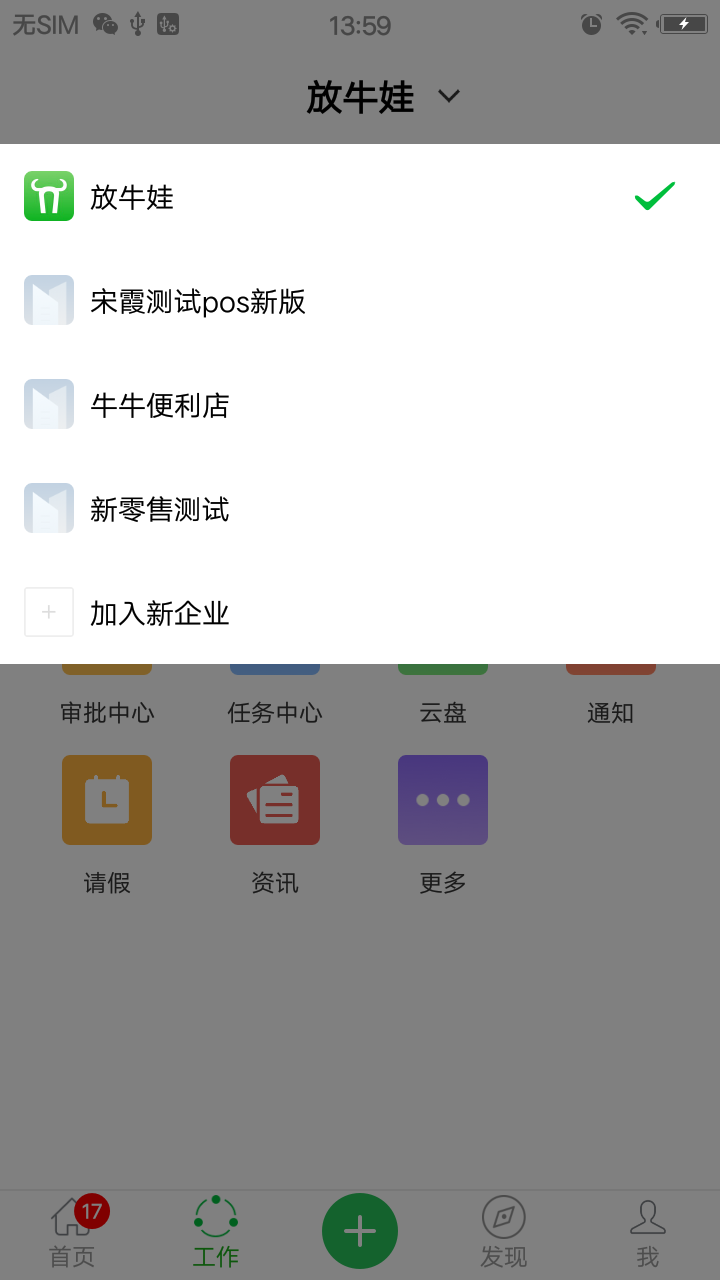 无SIM 13:59
放牛娃
放牛娃
宋霞测试pos新版
牛牛便利店
新零售测试
加入新企业
审批中心 任务中心 云盘 通知
请假 资讯 更多
17
首页 工作 发现 我